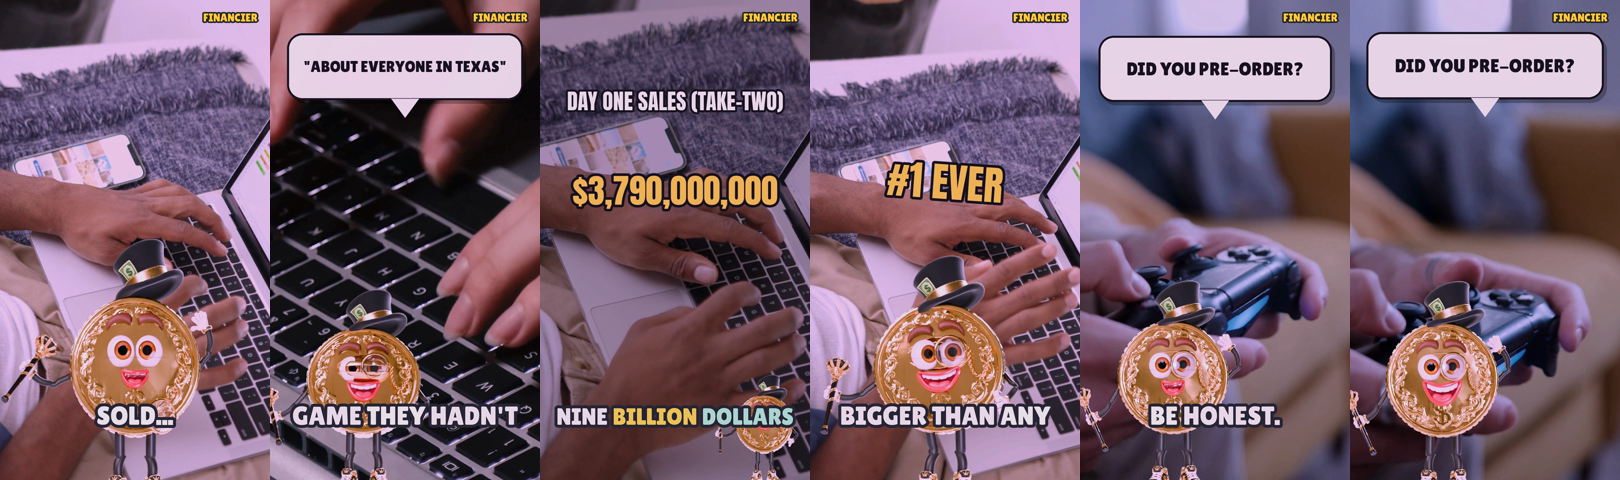 FINANCIER
SOLD...
FINANCIER
"ABOUT EVERYONE IN TEXAS"
GAME THEY HADN'T
FINANCIER
DAY ONE SALES (TAKE-TWO)
$3,790,000,000
NINE BILLION DOLLARS
FINANCIER
#1 EVER
BIGGER THAN ANY
FINANCIER
DID YOU PRE-ORDER?
BE HONEST.
FINANCIER
DID YOU PRE-ORDER?